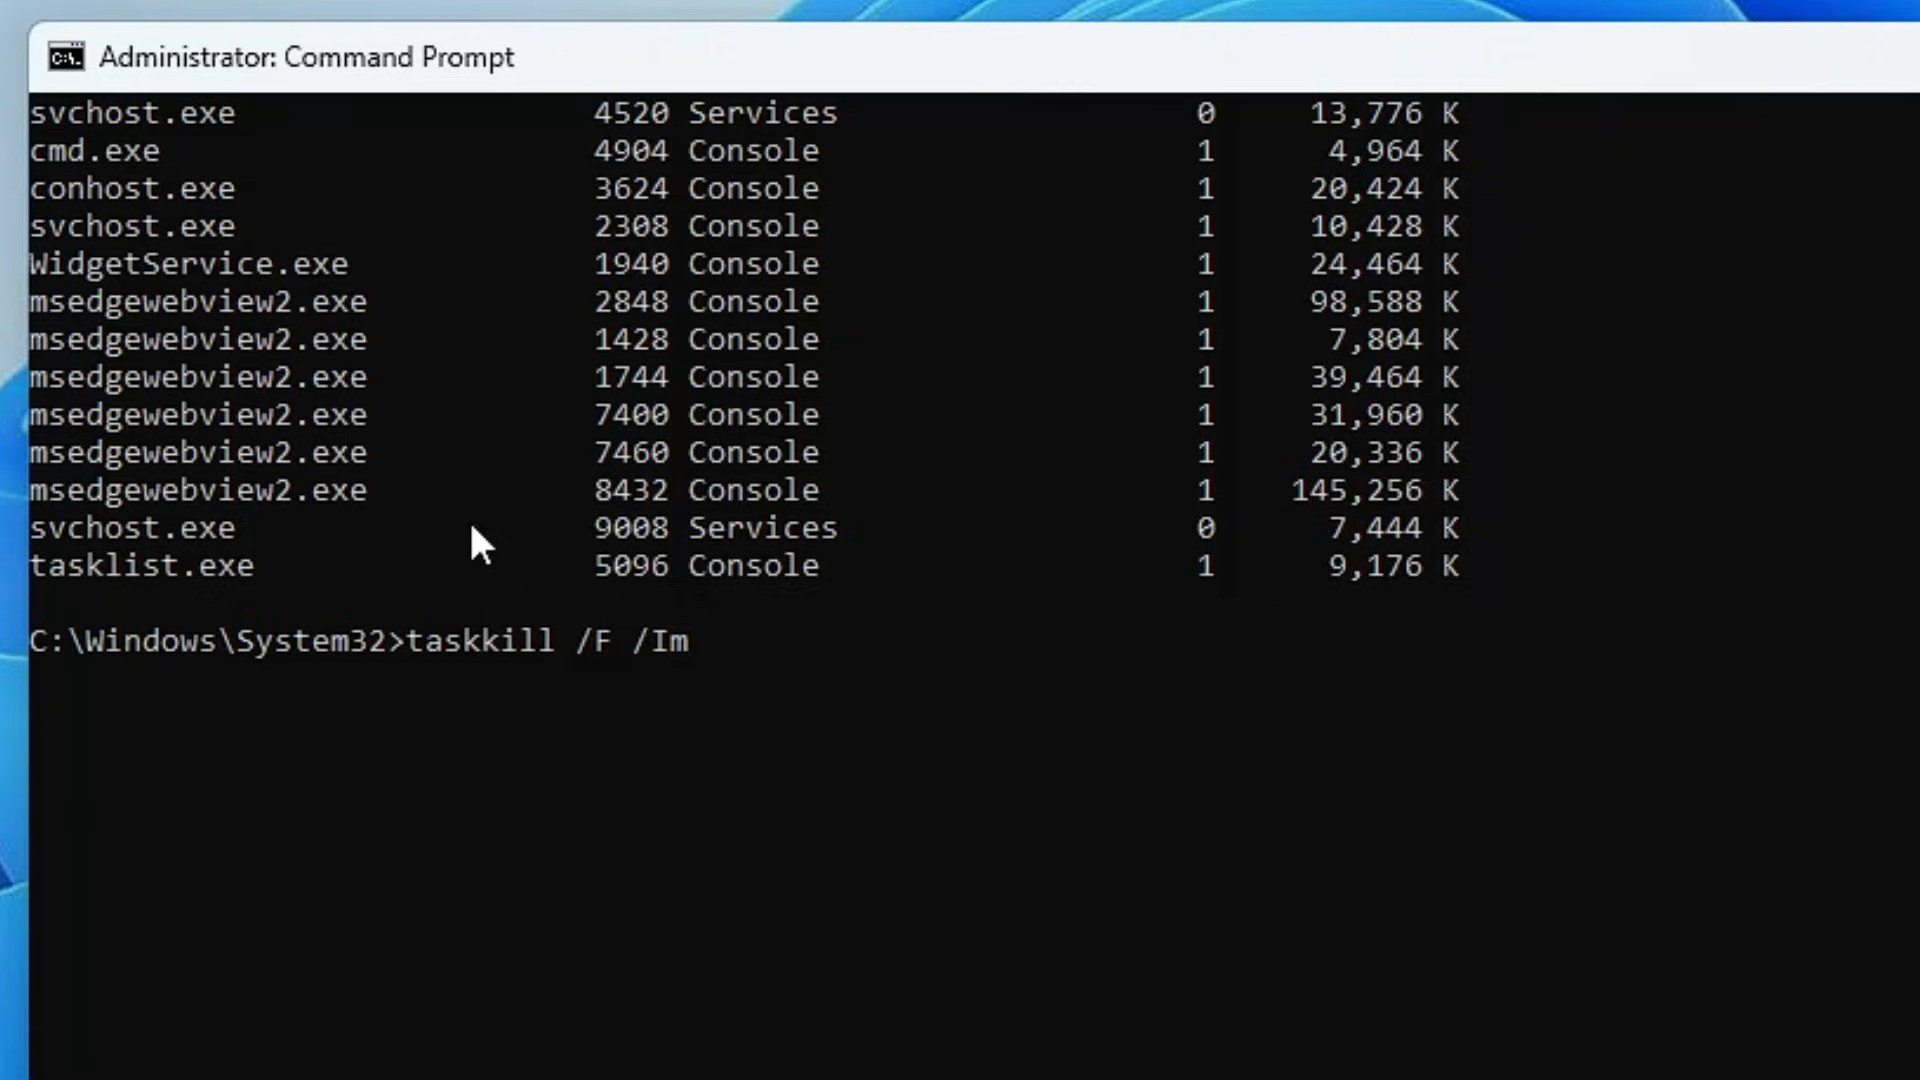 Administrator: Command Prompt
svchost.exe 4520 Services 0 13,776 K
cmd.exe 4904 Console 1 4,964 K
conhost.exe 3624 Console 1 20,424 K
svchost.exe 2308 Console 1 10,428 K
WidgetService.exe 1940 Console 1 24,464 K
msedgewebview2.exe 2848 Console 1 98,588 K
msedgewebview2.exe 1428 Console 1 7,804 K
msedgewebview2.exe 1744 Console 1 39,464 K
msedgewebview2.exe 7400 Console 1 31,960 K
msedgewebview2.exe 7460 Console 1 20,336 K
msedgewebview2.exe 8432 Console 1 145,256 K
svchost.exe 9008 Services 0 7,444 K
tasklist.exe 5096 Console 1 9,176 K
C:\Windows\System32>taskkill /F /Im